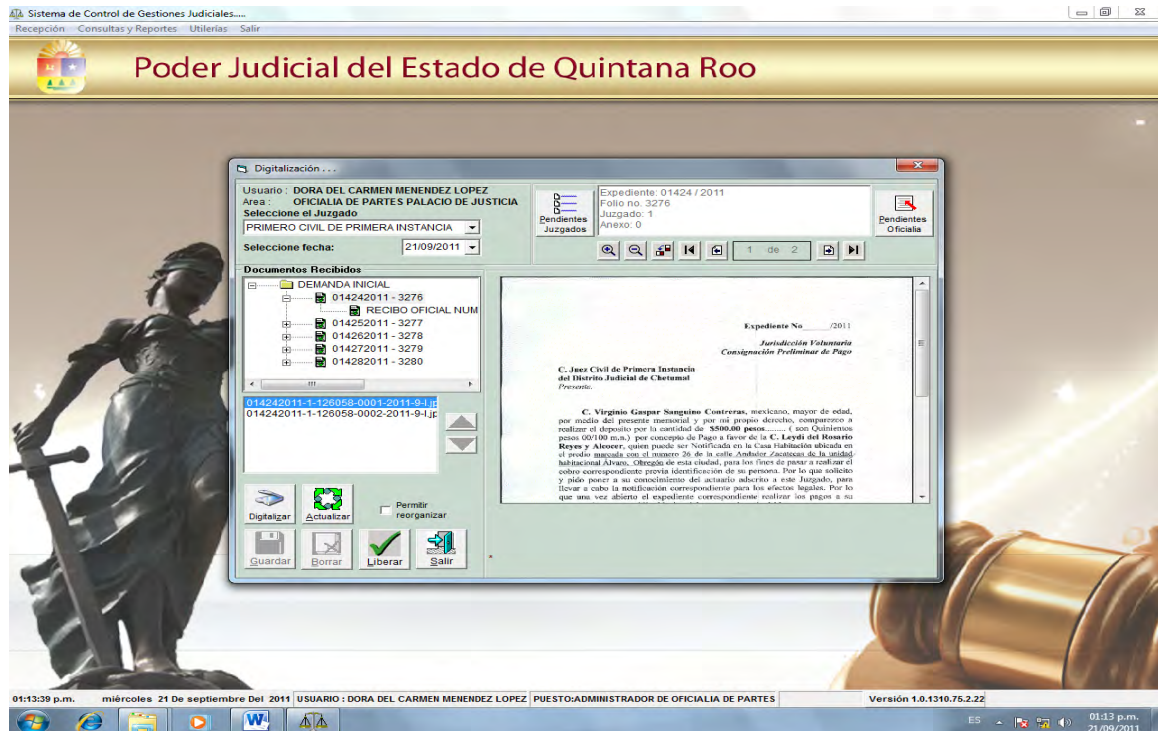 Sistema de Control de Gestiones Judiciales.....
Recepción Consultas y Reportes Utilerías Salir
Poder Judicial del Estado de Quintana Roo
Digitalización . . .
Usuario : DORA DEL CARMEN MENENDEZ LOPEZ
Area : OFICIALIA DE PARTES PALACIO DE JUSTICIA
Seleccione el Juzgado
PRIMERO CIVIL DE PRIMERA INSTANCIA
Seleccione fecha: 21/09/2011
Pendientes Juzgados
Expediente: 01424 / 2011
Folio no. 3276
Juzgado: 1
Anexo: 0
Pendientes Oficialia
1 de 2
Documentos Recibidos
DEMANDA INICIAL
014242011 - 3276
RECIBO OFICIAL NUM
014252011 - 3277
014262011 - 3278
014272011 - 3279
014282011 - 3280
014242011-1-126058-0001-2011-9-I.jp
014242011-1-126058-0002-2011-9-I.jp
Digitalizar Actualizar Permitir reorganizar
Guardar Borrar Liberar Salir
Expediente No______/2011
Jurisdicción Voluntaria
Consignación Preliminar de Pago
C. Juez Civil de Primera Instancia
del Distrito Judicial de Chetumal
Presente.
C. Virginio Gaspar Sanguino Contreras, mexicano, mayor de edad,
por medio del presente memorial y por mi propio derecho, comparezco a
realizar el deposito por la cantidad de $500.00 pesos......... ( son Quinientos
pesos 00/100 m.n.) por concepto de Pago a favor de la C. Leydi del Rosario
Reyes y Alcocer, quien puede ser Notificada en la Casa Habitación ubicada en
el predio marcada con el numero 26 de la calle Andador Zacatecas de la unidad
habitacional Álvaro. Obregón de esta ciudad, para los fines de pasar a realizar el
cobro correspondiente previa identificación de su persona. Por lo que solicito
y pido poner a su conocimiento del actuario adscrito a este Juzgado, para
llevar a cabo la notificación correspondiente para los efectos legales. Por lo
que una vez abierto el expediente correspondiente realizar los pagos a su
01:13:39 p.m. miércoles 21 De septiembre Del 2011 USUARIO : DORA DEL CARMEN MENENDEZ LOPEZ PUESTO:ADMINISTRADOR DE OFICIALIA DE PARTES Versión 1.0.1310.75.2.22
ES 01:13 p.m.
21/09/2011